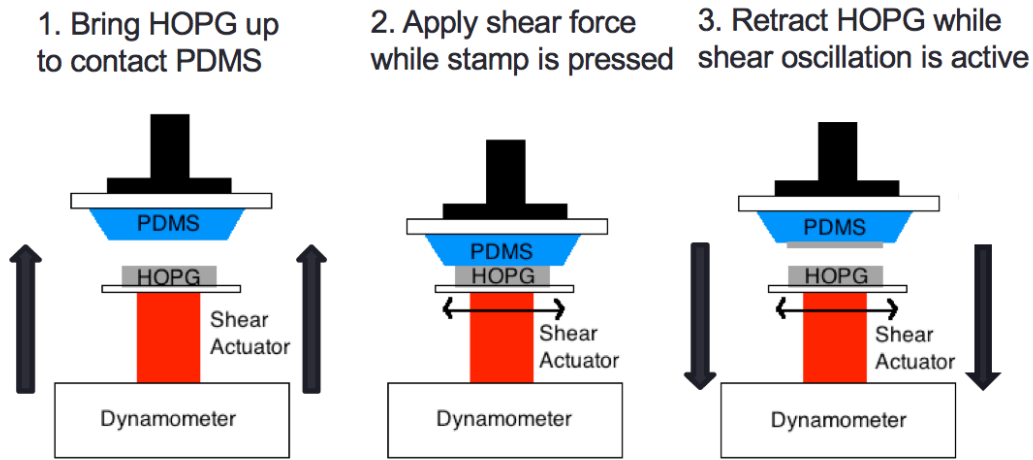 1. Bring HOPG up
to contact PDMS
2. Apply shear force
while stamp is pressed
3. Retract HOPG while
shear oscillation is active
PDMS
HOPG
Shear
Actuator
Dynamometer
PDMS
HOPG
Shear
Actuator
Dynamometer
PDMS
HOPG
Shear
Actuator
Dynamometer